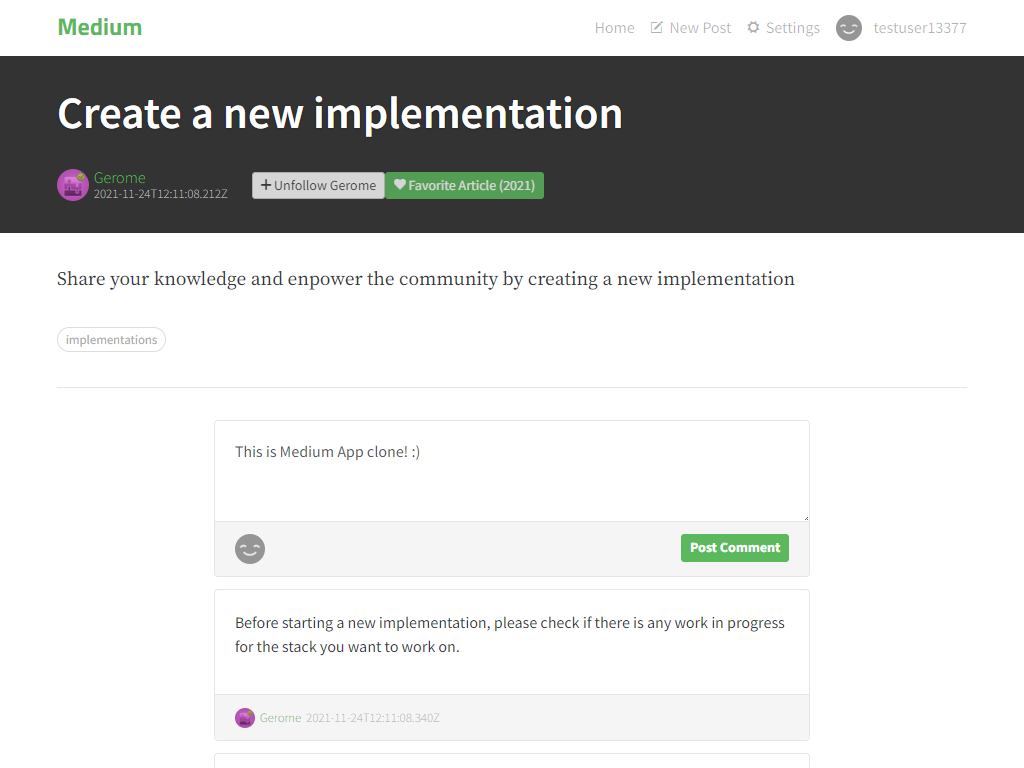 Medium
Home New Post Settings testuser13377
Create a new implementation
Gerome
2021-11-24T12:11:08.212Z
Unfollow Gerome Favorite Article (2021)
Share your knowledge and enpower the community by creating a new implementation
implementations
This is Medium App clone! :)
Post Comment
Before starting a new implementation, please check if there is any work in progress
for the stack you want to work on.
Gerome 2021-11-24T12:11:08.340Z